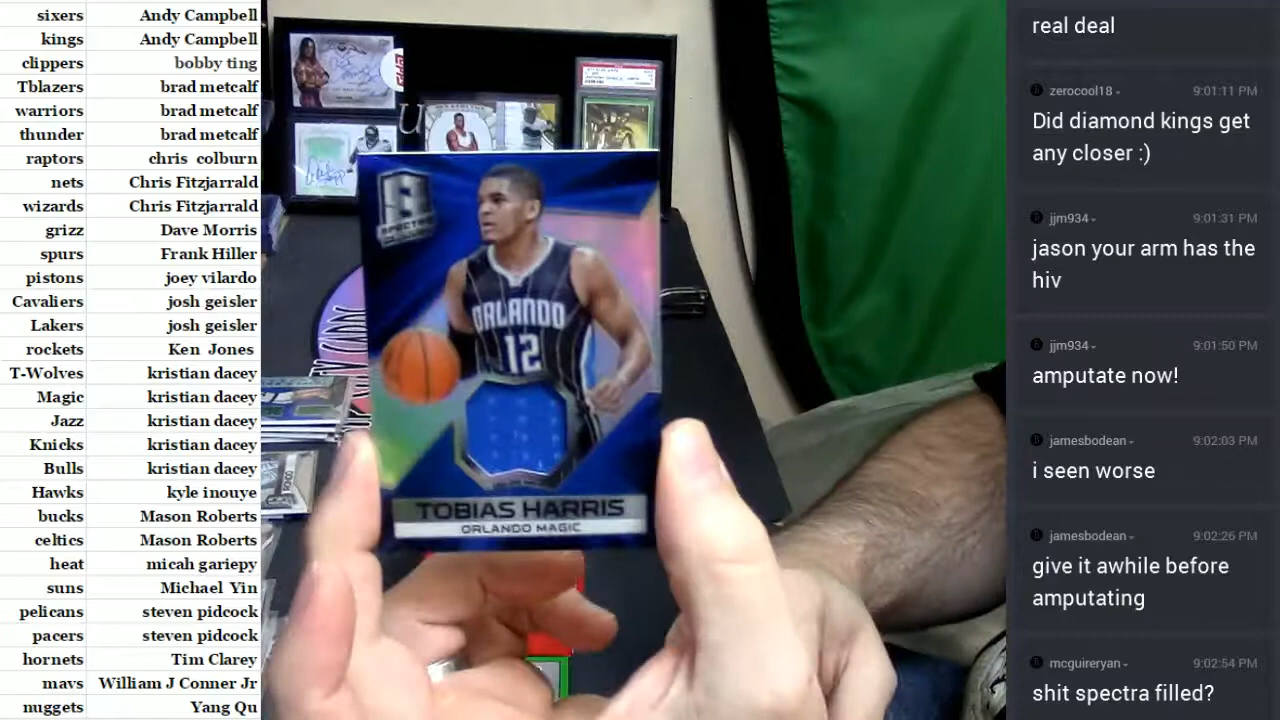 sixers Andy Campbell
kings Andy Campbell
clippers bobby ting
Tblazers brad metcalf
warriors brad metcalf
thunder brad metcalf
raptors chris colburn
nets Chris Fitzjarrald
wizards Chris Fitzjarrald
grizz Dave Morris
spurs Frank Hiller
pistons joey vilardo
Cavaliers josh geisler
Lakers josh geisler
rockets Ken Jones
T-Wolves kristian dacey
Magic kristian dacey
Jazz kristian dacey
Knicks kristian dacey
Bulls kristian dacey
Hawks kyle inouye
bucks Mason Roberts
celtics Mason Roberts
heat micah gariepy
suns Michael Yin
pelicans steven pidcock
pacers steven pidcock
hornets Tim Clarey
mavs William J Conner Jr
nuggets Yang Qu
SPECTRA
ORLANDO
12
TOBIAS HARRIS
ORLANDO MAGIC
real deal
zerocool18 9:01:11 PM
Did diamond kings get
any closer :)
jjm934 9:01:31 PM
jason your arm has the
hiv
jjm934 9:01:50 PM
amputate now!
jamesbodean 9:02:03 PM
i seen worse
jamesbodean 9:02:26 PM
give it awhile before
amputating
mcguireryan 9:02:54 PM
shit spectra filled?